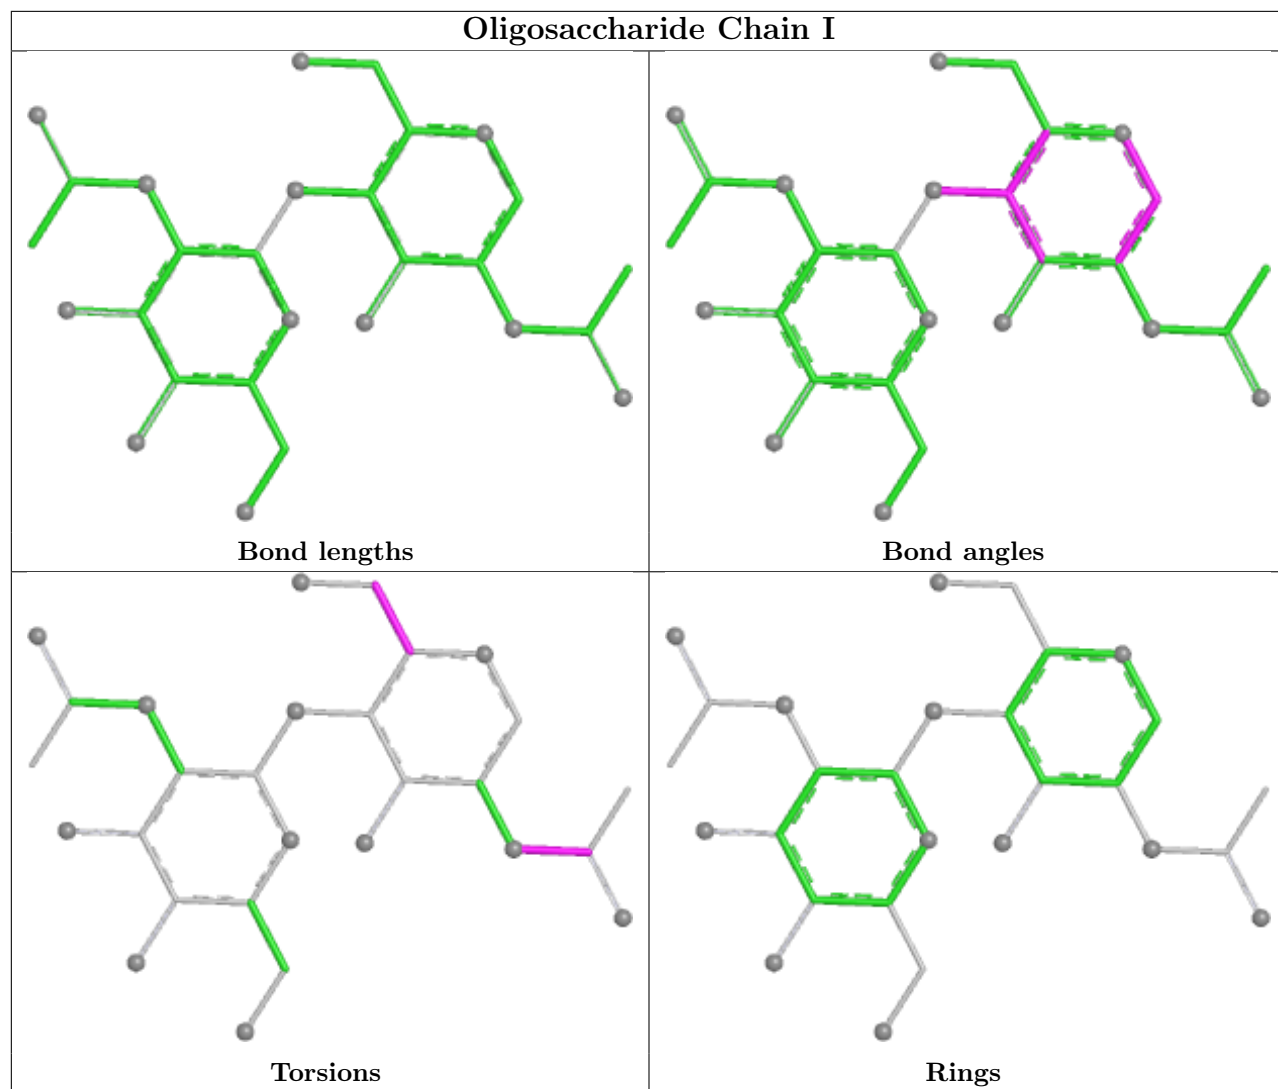 Oligosaccharide Chain I
Bond lengths
Bond angles
Torsions
Rings